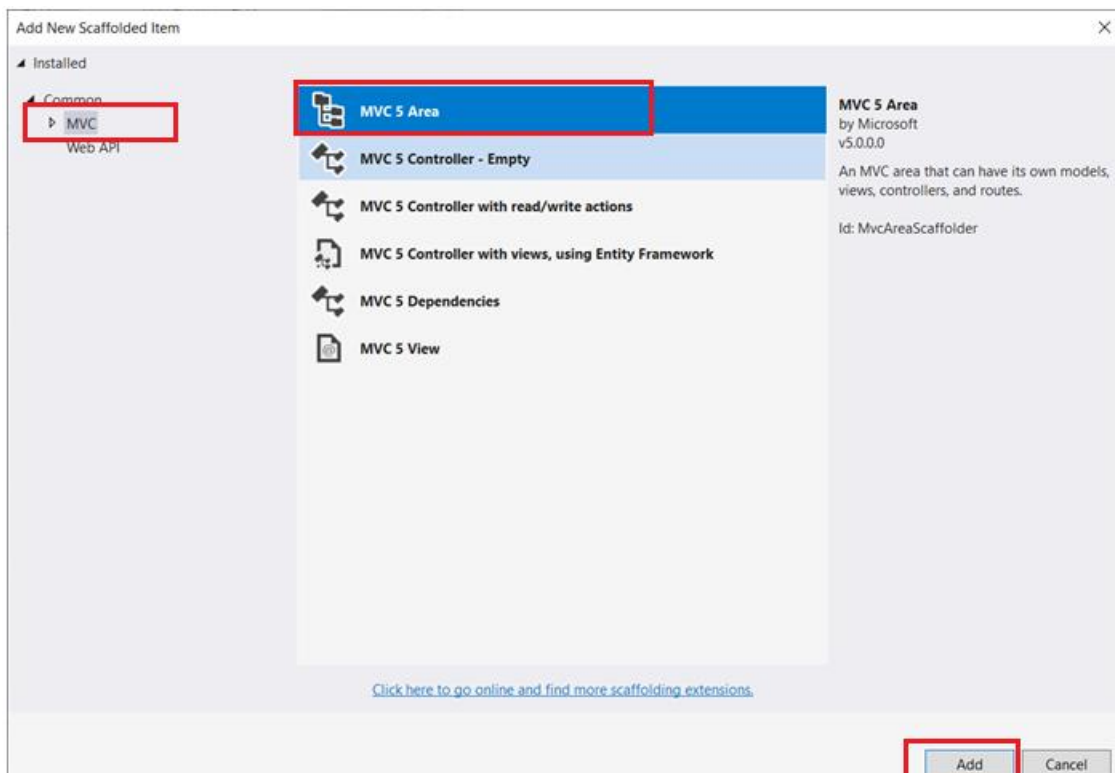 Add New Scaffolded Item
Installed
Common
MVC
Web API
MVC 5 Area
MVC 5 Controller - Empty
MVC 5 Controller with read/write actions
MVC 5 Controller with views, using Entity Framework
MVC 5 Dependencies
MVC 5 View
Click here to go online and find more scaffolding extensions.
MVC 5 Area
by Microsoft
v5.0.0.0
An MVC area that can have its own models,
views, controllers, and routes.
Id: MvcAreaScaffolder
Add
Cancel